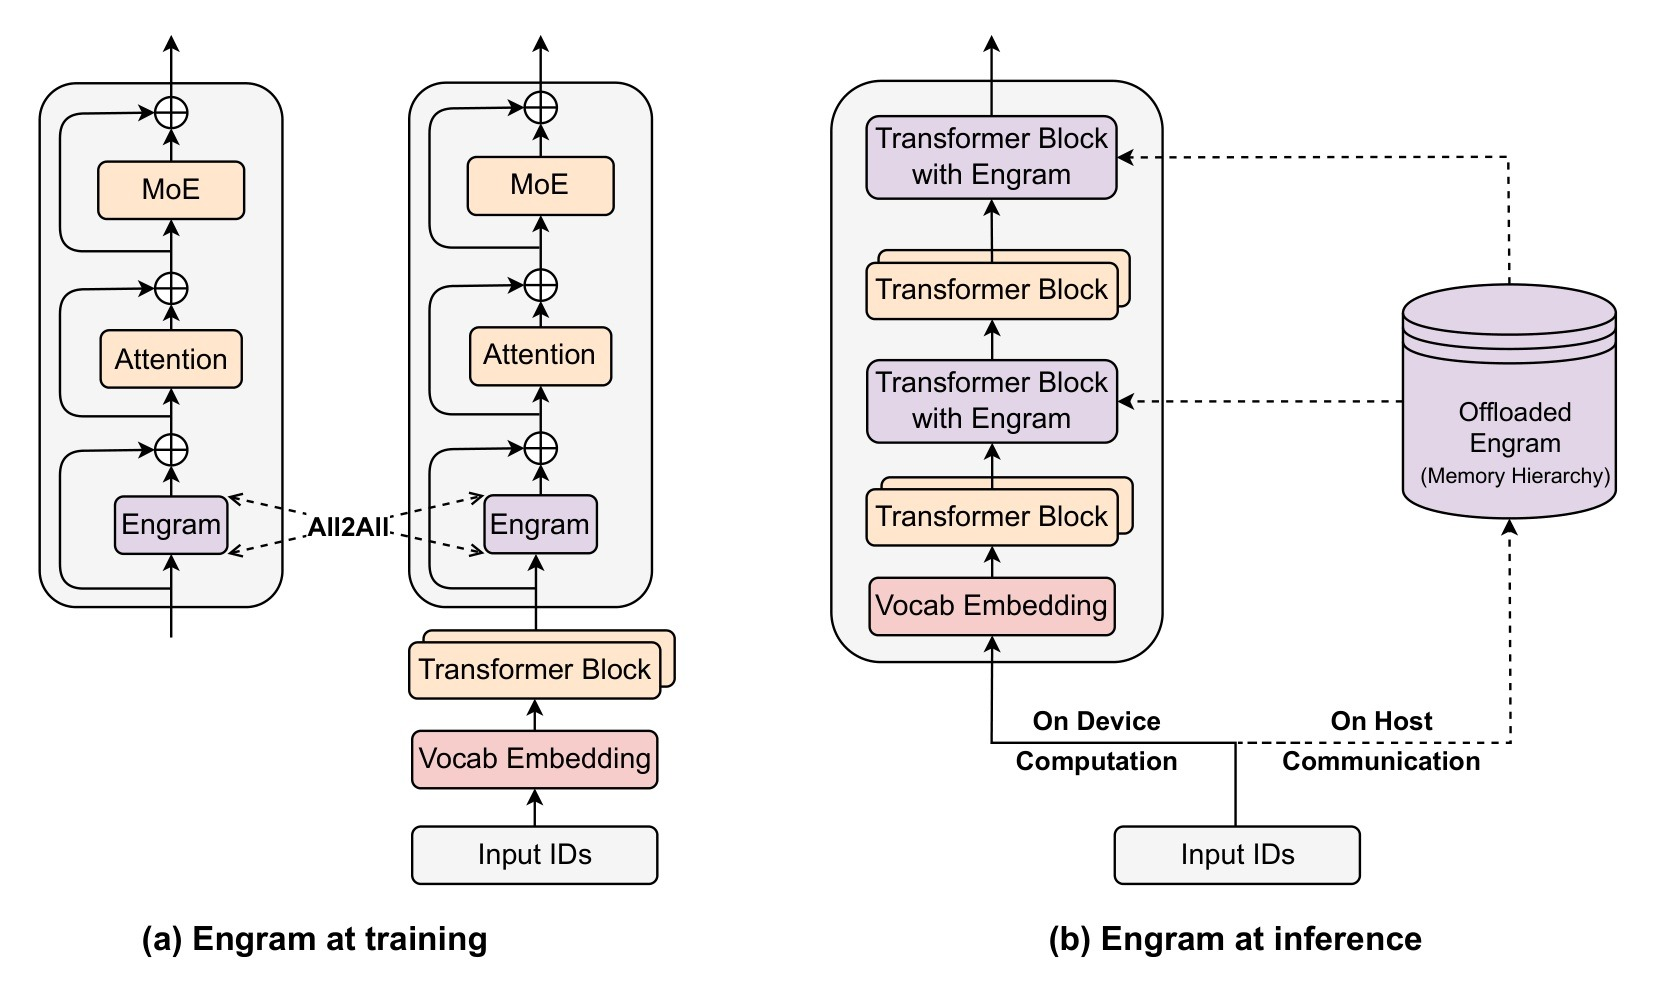 MoE
Attention
Engram
All2All
MoE
Attention
Engram
Transformer Block
Vocab Embedding
Input IDs
(a) Engram at training
Transformer Block
with Engram
Transformer Block
Transformer Block
with Engram
Transformer Block
Vocab Embedding
Offloaded
Engram
(Memory Hierarchy)
On Device
Computation
On Host
Communication
Input IDs
(b) Engram at inference